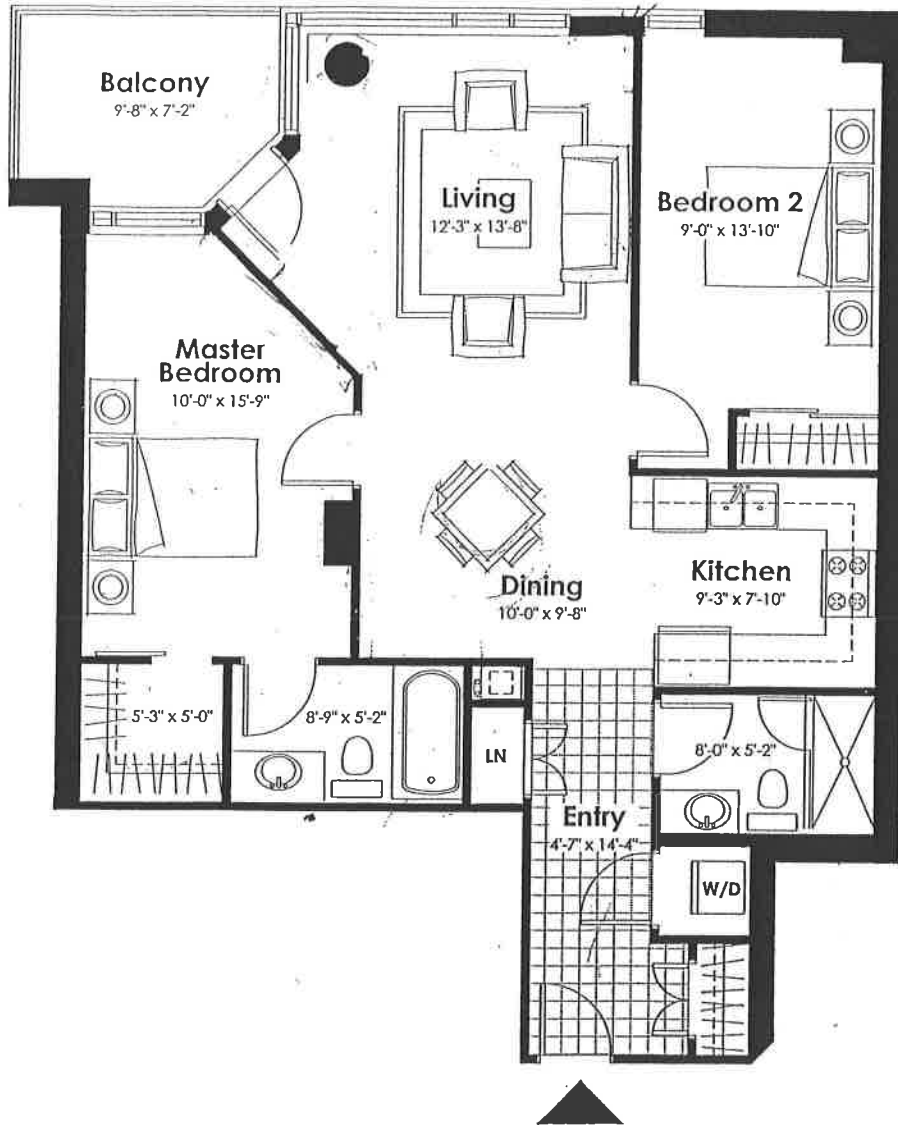 Balcony
9'-8" x 7'-2"
Living
12'-3" x 13'-8"
Bedroom 2
9'-0" x 13'-10"
Master
Bedroom
10'-0" x 15'-9"
Dining
10'-0" x 9'-8"
Kitchen
9'-3" x 7'-10"
5'-3" x 5'-0"
8'-9" x 5'-2"
LN
8'-0" x 5'-2"
Entry
4'-7" x 14'-4"
W/D